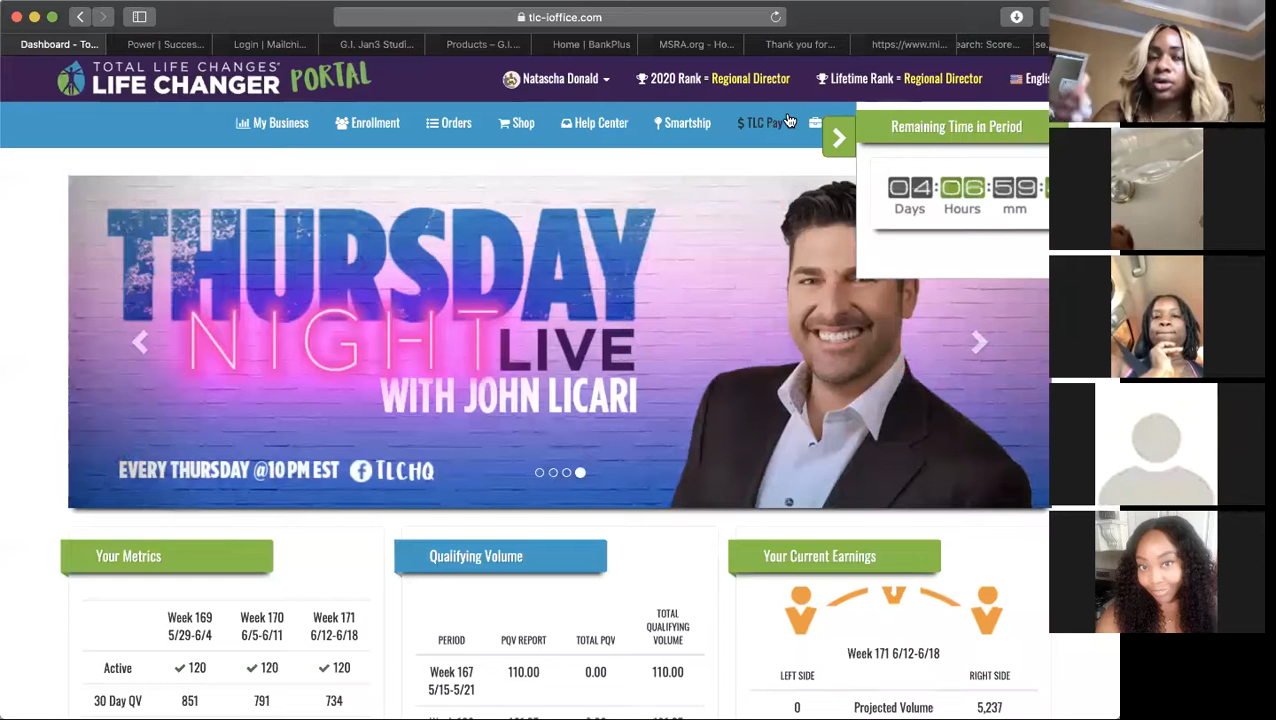 tlc-ioffice.com
Dashboard - To...
Power | Succes...
Login | Mailchi...
G.I. Jan3 Studi...
Products – G.I....
Home | BankPlus
MSRA.org - Ho...
Thank you for...
https://www.mi...
earch: Score...
se.
TOTAL LIFE CHANGES®
LIFE CHANGER PORTAL
Natascha Donald
2020 Rank = Regional Director
Lifetime Rank = Regional Director
My Business
Enrollment
Orders
Shop
Help Center
Smartship
$ TLC Pay
Remaining Time in Period
04:06:59:
Days Hours mm
THURSDAY
NIGHT LIVE
WITH JOHN LICARI
EVERY THURSDAY @10 PM EST f TLCHQ
Your Metrics
Week 169 Week 170 Week 171
5/29-6/4 6/5-6/11 6/12-6/18
Active 120 120 120
30 Day QV 851 791 734
Qualifying Volume
PERIOD PQV REPORT TOTAL PQV TOTAL QUALIFYING VOLUME
Week 167 110.00 0.00 110.00
5/15-5/21
Your Current Earnings
Week 171 6/12-6/18
LEFT SIDE RIGHT SIDE
0 Projected Volume 5,237